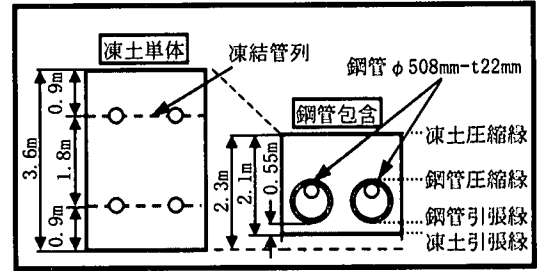 凍土単体
凍結管列
鋼管φ508mm-t22mm
鋼管包含
0.9m
1.8m
0.9m
3.6m
2.3m
2.1m
0.55m
凍土圧縮縁
鋼管圧縮縁
鋼管引張縁
凍土引張縁